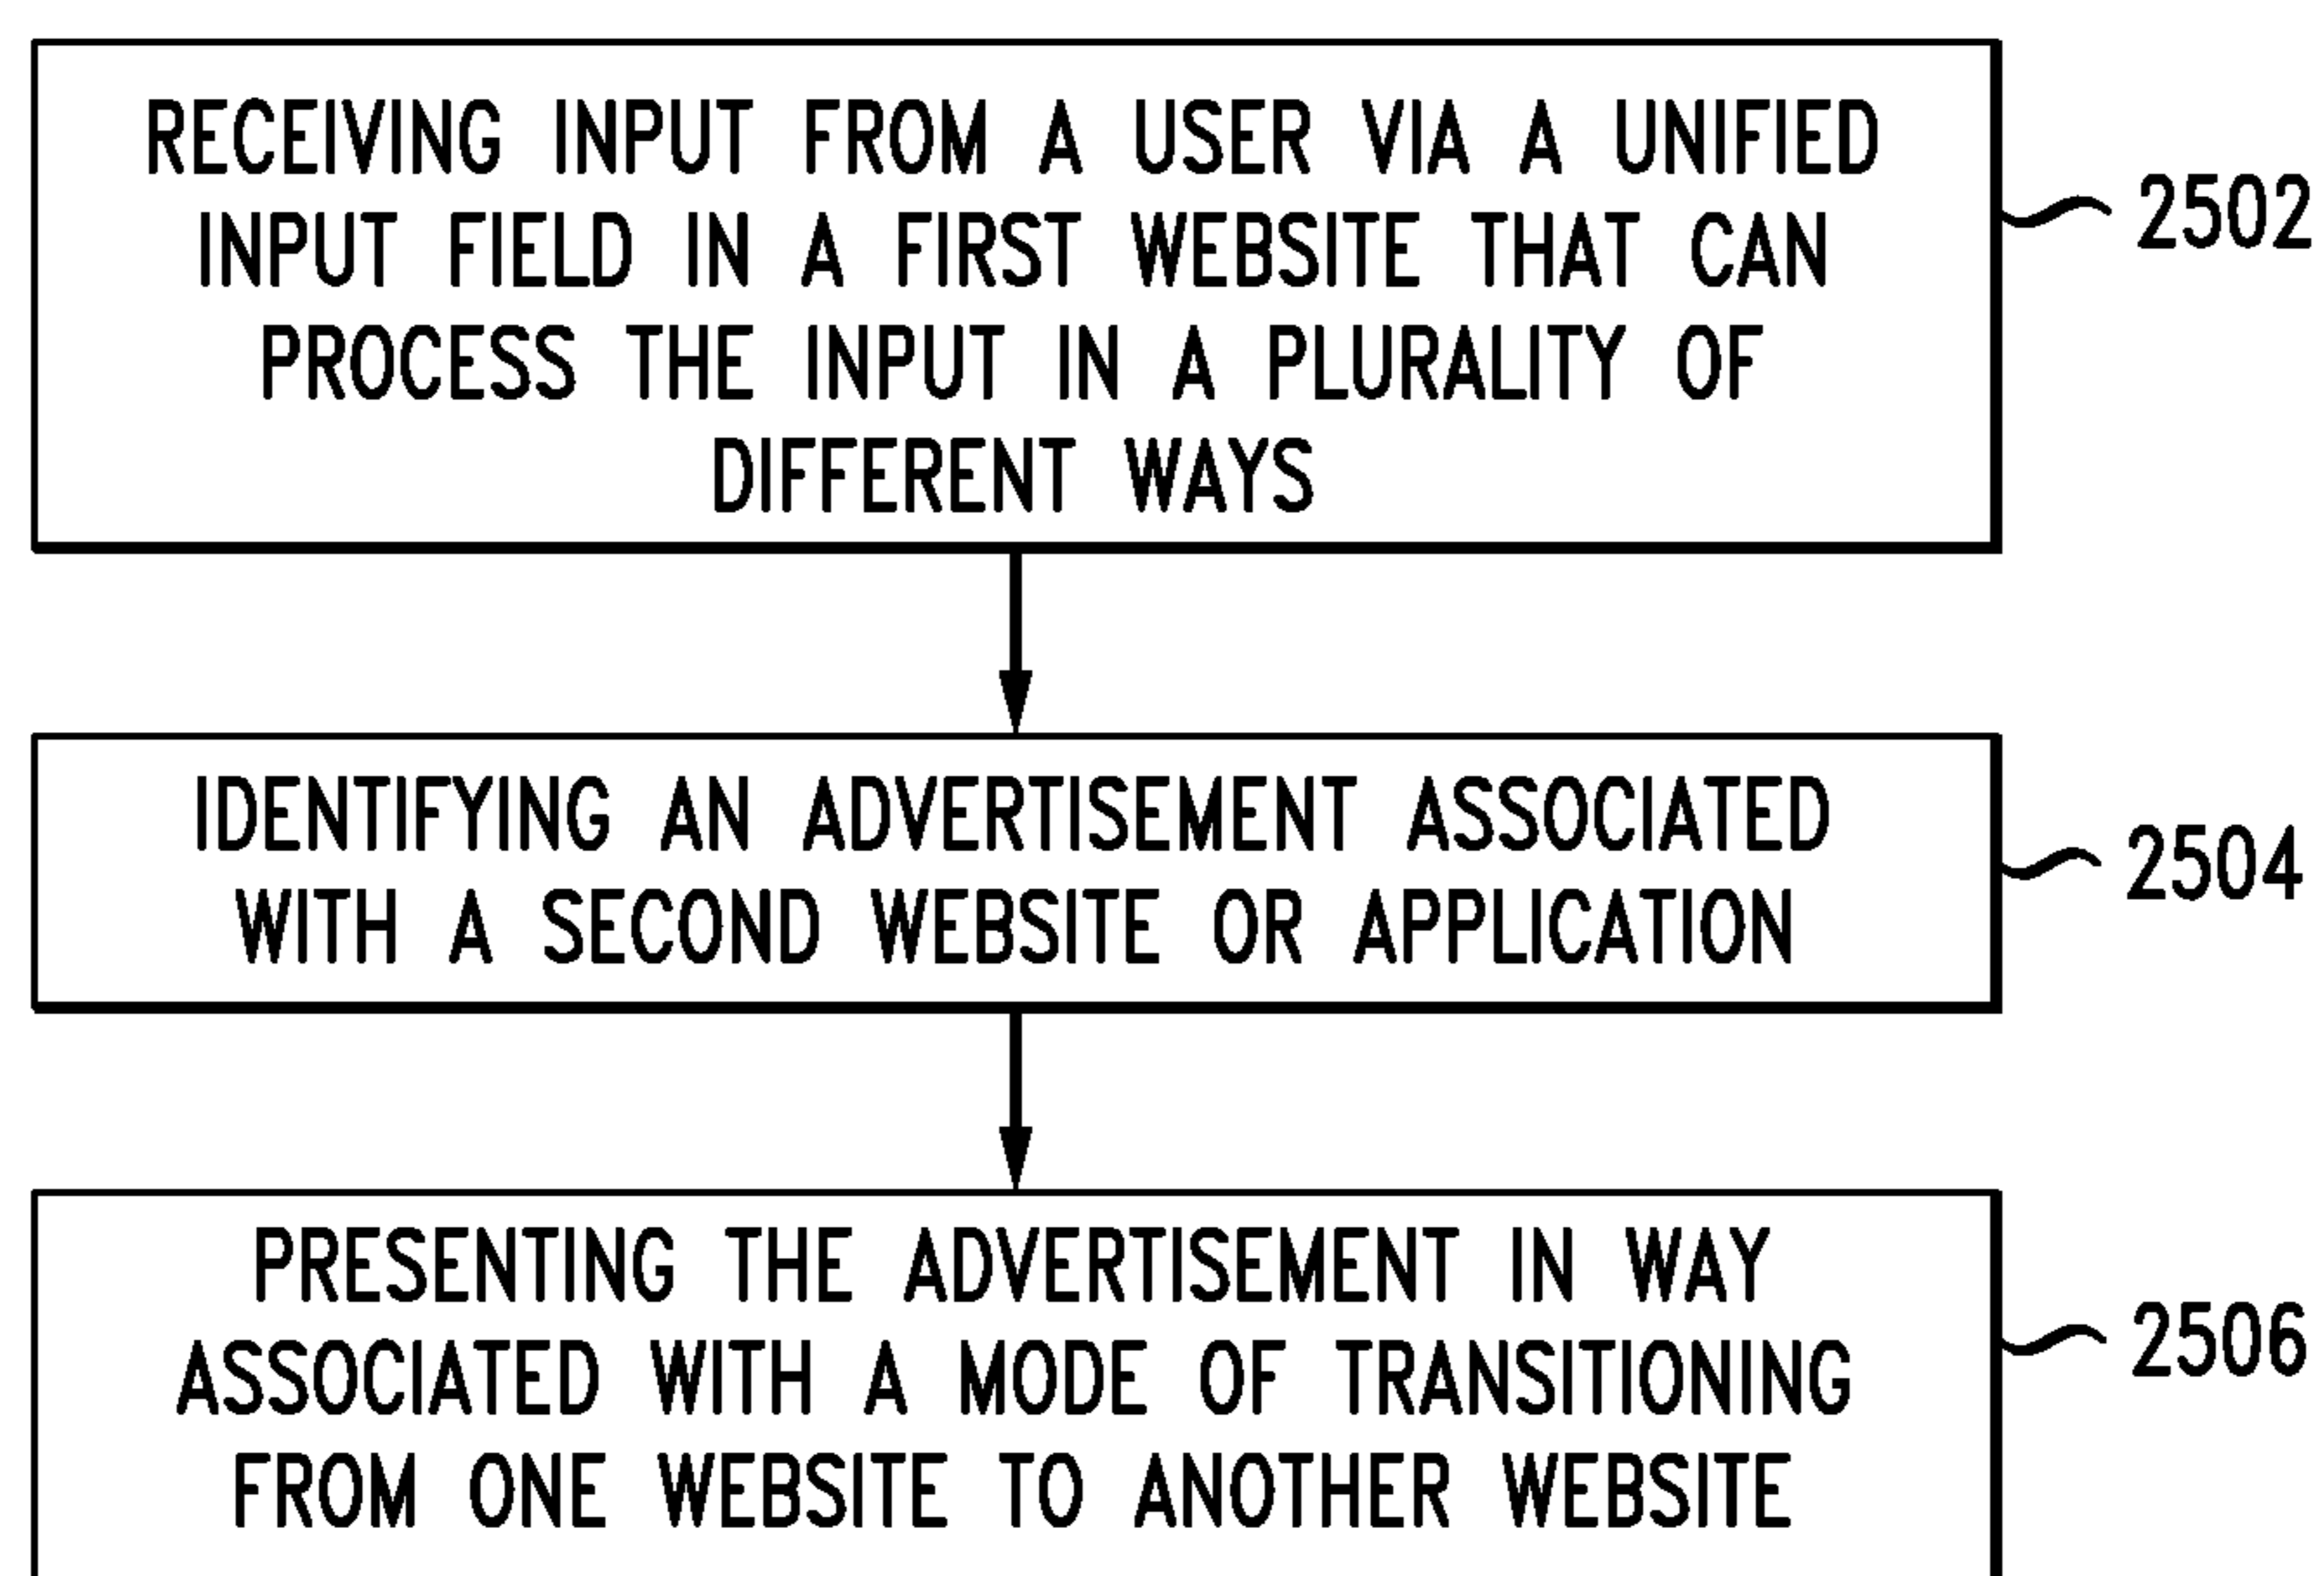 RECEIVING INPUT FROM A USER VIA A UNIFIED
INPUT FIELD IN A FIRST WEBSITE THAT CAN
PROCESS THE INPUT IN A PLURALITY OF
DIFFERENT WAYS
2502
IDENTIFYING AN ADVERTISEMENT ASSOCIATED
WITH A SECOND WEBSITE OR APPLICATION
2504
PRESENTING THE ADVERTISEMENT IN WAY
ASSOCIATED WITH A MODE OF TRANSITIONING
FROM ONE WEBSITE TO ANOTHER WEBSITE
2506